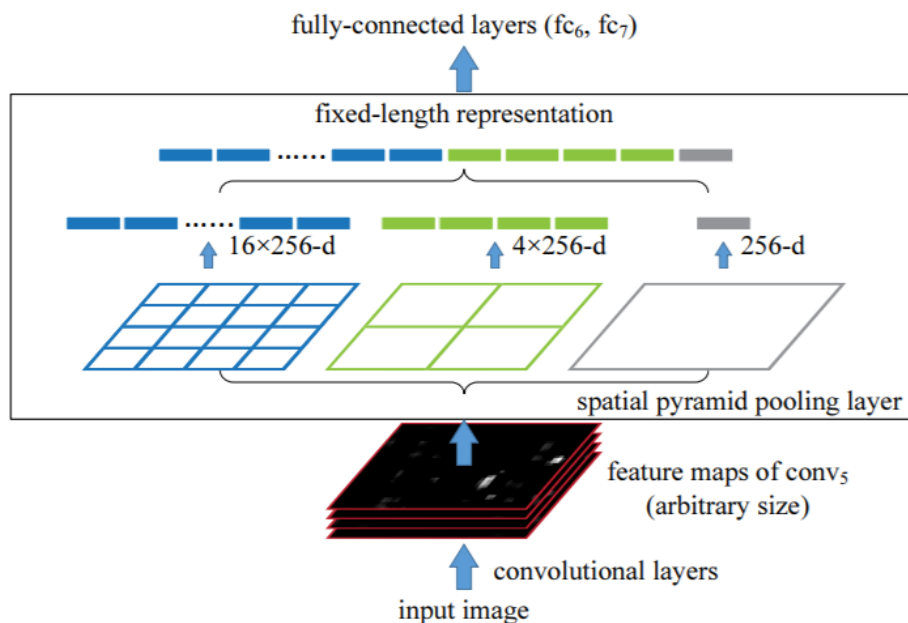 fully-connected layers (fc₆, fc₇)
fixed-length representation
......
......
16×256-d
4×256-d
256-d
spatial pyramid pooling layer
feature maps of conv₅
(arbitrary size)
convolutional layers
input image